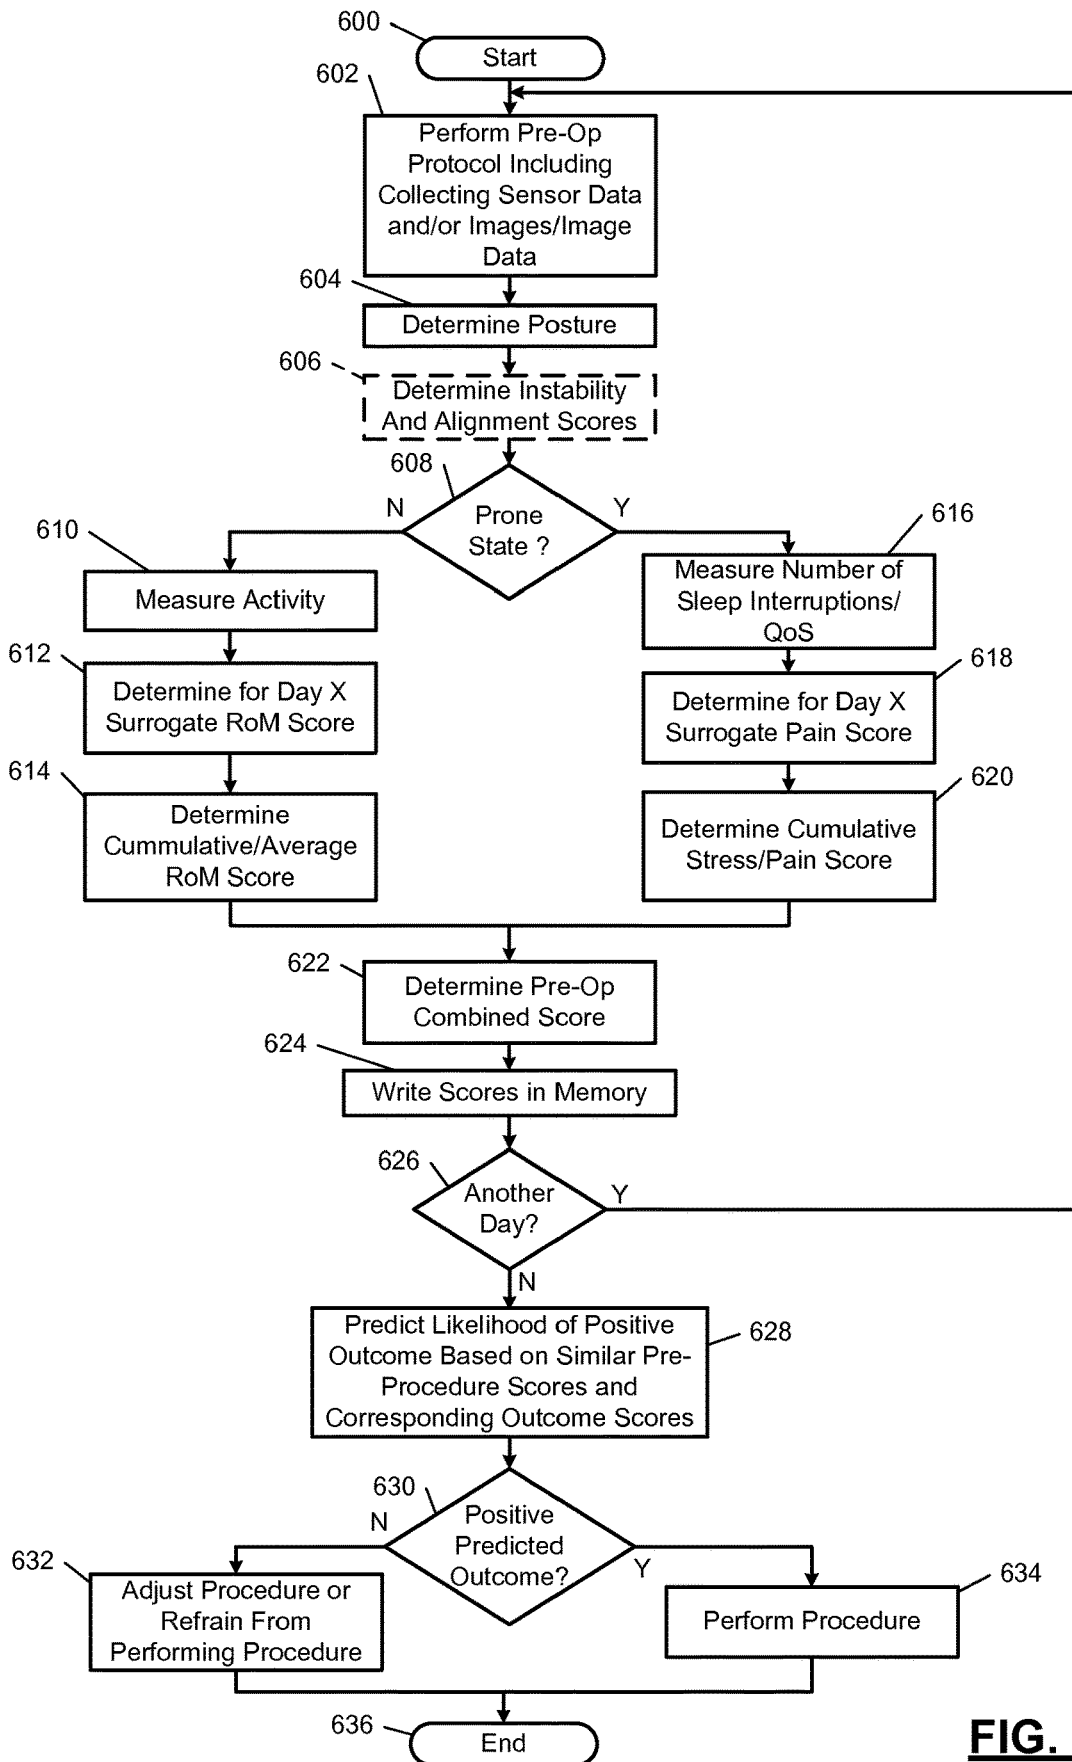 600
Start
602
Perform Pre-Op
Protocol Including
Collecting Sensor Data
and/or Images/Image
Data
604
Determine Posture
606
Determine Instability
And Alignment Scores
608
N
Prone
State ?
Y
610
Measure Activity
616
Measure Number of
Sleep Interruptions/
QoS
612
Determine for Day X
Surrogate RoM Score
618
Determine for Day X
Surrogate Pain Score
614
Determine
Cummulative/Average
RoM Score
620
Determine Cumulative
Stress/Pain Score
622
Determine Pre-Op
Combined Score
624
Write Scores in Memory
626
Another
Day?
Y
N
Predict Likelihood of Positive
Outcome Based on Similar Pre-
Procedure Scores and
Corresponding Outcome Scores
628
630
N
Positive
Predicted
Outcome?
Y
632
Adjust Procedure or
Refrain From
Performing Procedure
634
Perform Procedure
636
End
FIG.